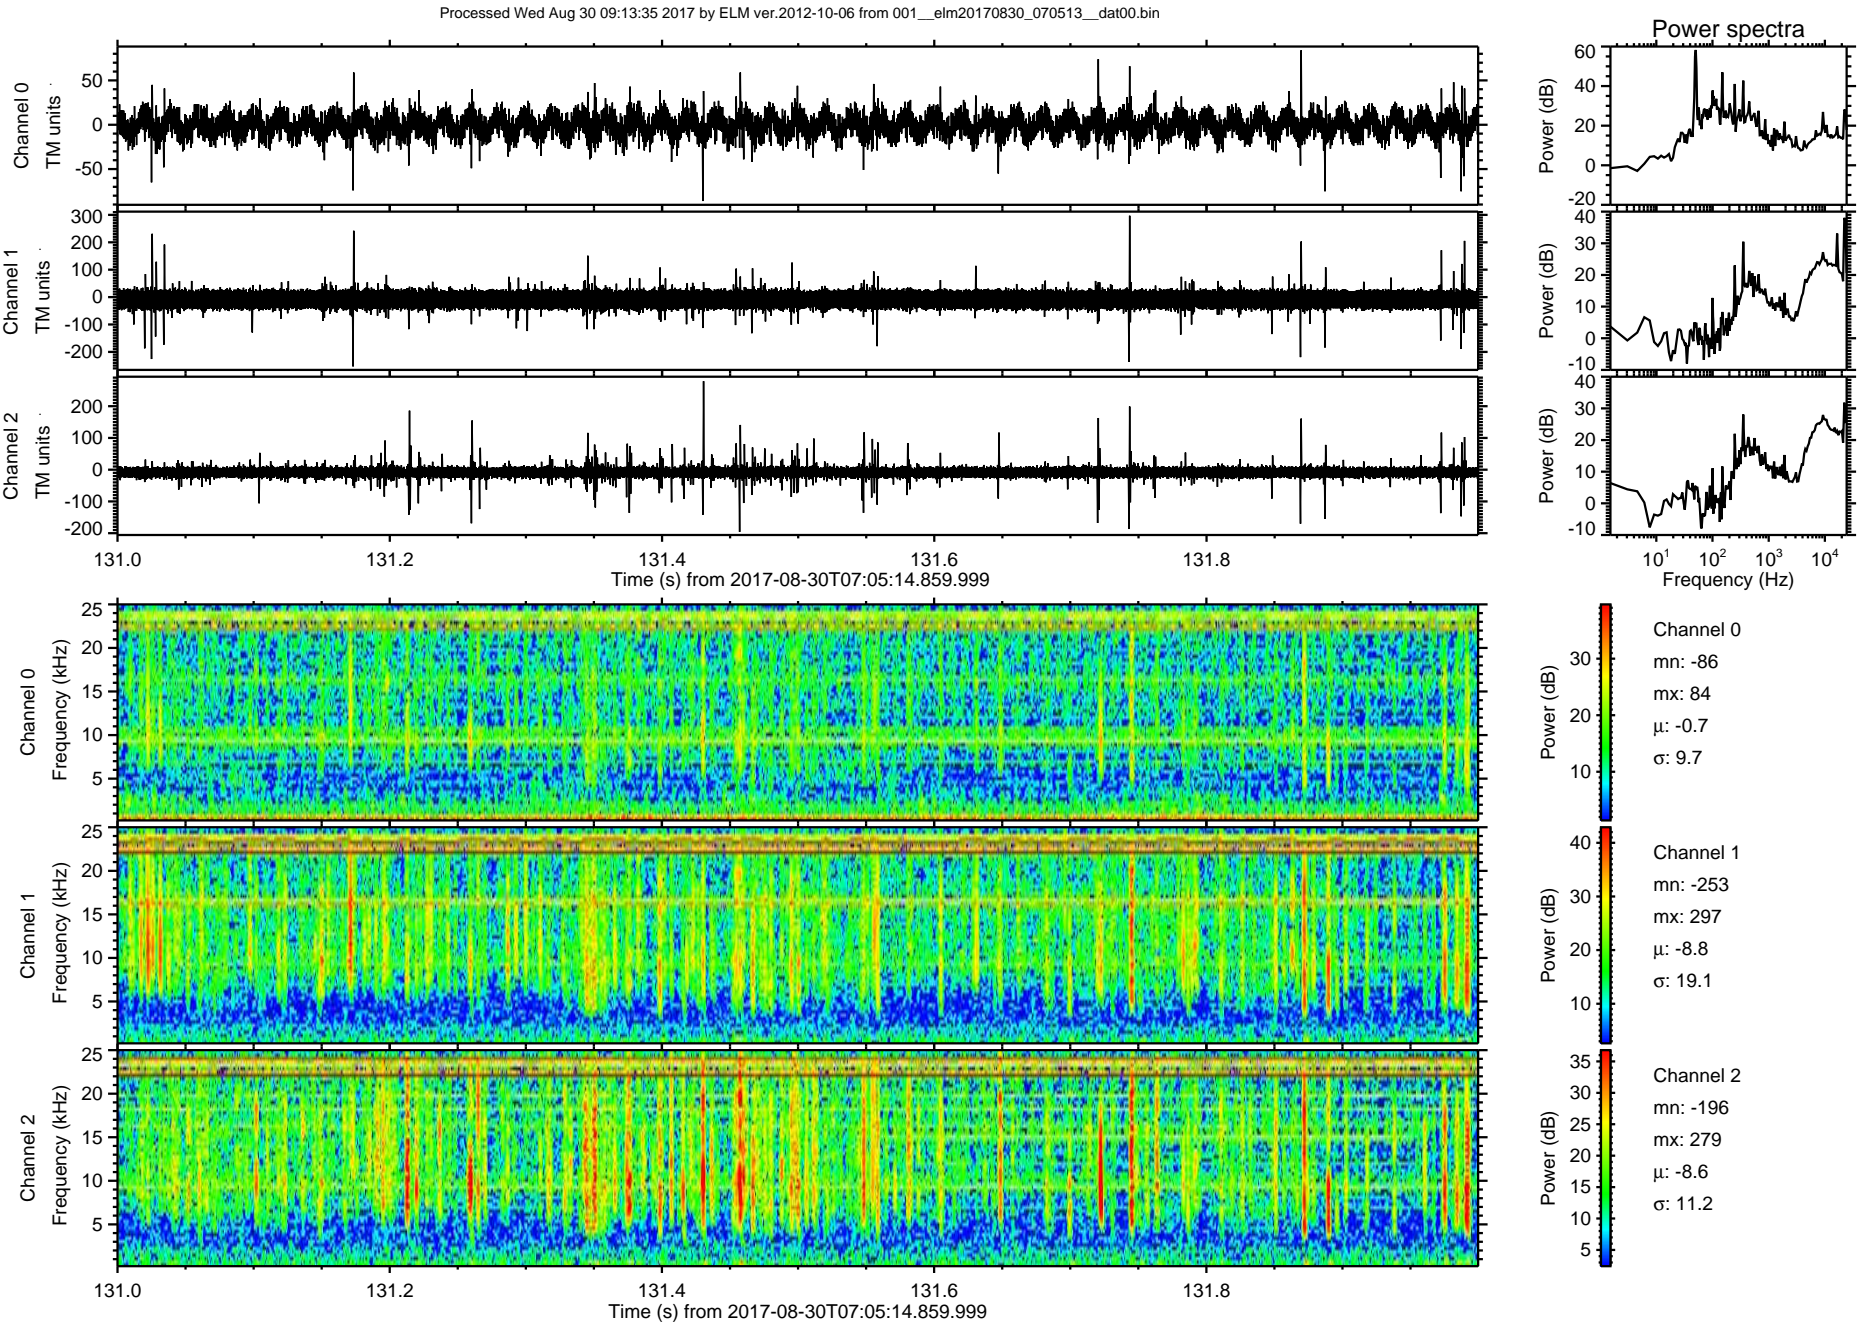 Processed Wed Aug 30 09:13:35 2017 by ELM ver.2012-10-06 from 001__elm20170830_070513__dat00.bin
Power spectra
Channel 0
TM units
50
0
-50
Power (dB)
60
40
20
0
-20
Channel 1
TM units
300
200
100
0
-100
-200
Power (dB)
40
30
20
10
0
-10
Channel 2
TM units
200
100
0
-100
-200
Power (dB)
40
30
20
10
0
-10
131.0 131.2 131.4 131.6 131.8
Time (s) from 2017-08-30T07:05:14.859.999
10¹ 10² 10³ 10⁴
Frequency (Hz)
Channel 0
Frequency (kHz)
25
20
15
10
5
Power (dB)
30
20
10
Channel 0
mn: -86
mx: 84
μ: -0.7
σ: 9.7
Channel 1
Frequency (kHz)
25
20
15
10
5
Power (dB)
40
30
20
10
Channel 1
mn: -253
mx: 297
μ: -8.8
σ: 19.1
Channel 2
Frequency (kHz)
25
20
15
10
5
Power (dB)
35
30
25
20
15
10
5
Channel 2
mn: -196
mx: 279
μ: -8.6
σ: 11.2
131.0 131.2 131.4 131.6 131.8
Time (s) from 2017-08-30T07:05:14.859.999